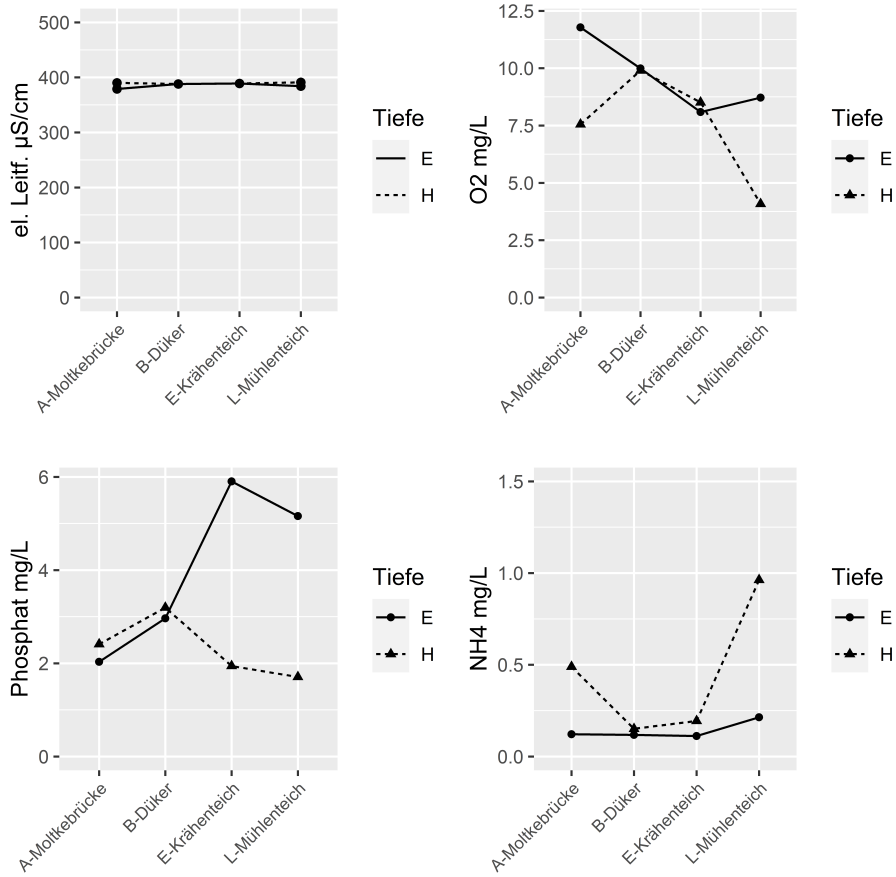 el. Leitf. µS/cm
500
400
300
200
100
0
A-Moltkebrücke
B-Düker
E-Krähenteich
L-Mühlenteich
Tiefe
E
H
O2 mg/L
12.5
10.0
7.5
5.0
2.5
0.0
A-Moltkebrücke
B-Düker
E-Krähenteich
L-Mühlenteich
Tiefe
E
H
Phosphat mg/L
6
4
2
0
A-Moltkebrücke
B-Düker
E-Krähenteich
L-Mühlenteich
Tiefe
E
H
NH4 mg/L
1.5
1.0
0.5
0.0
A-Moltkebrücke
B-Düker
E-Krähenteich
L-Mühlenteich
Tiefe
E
H